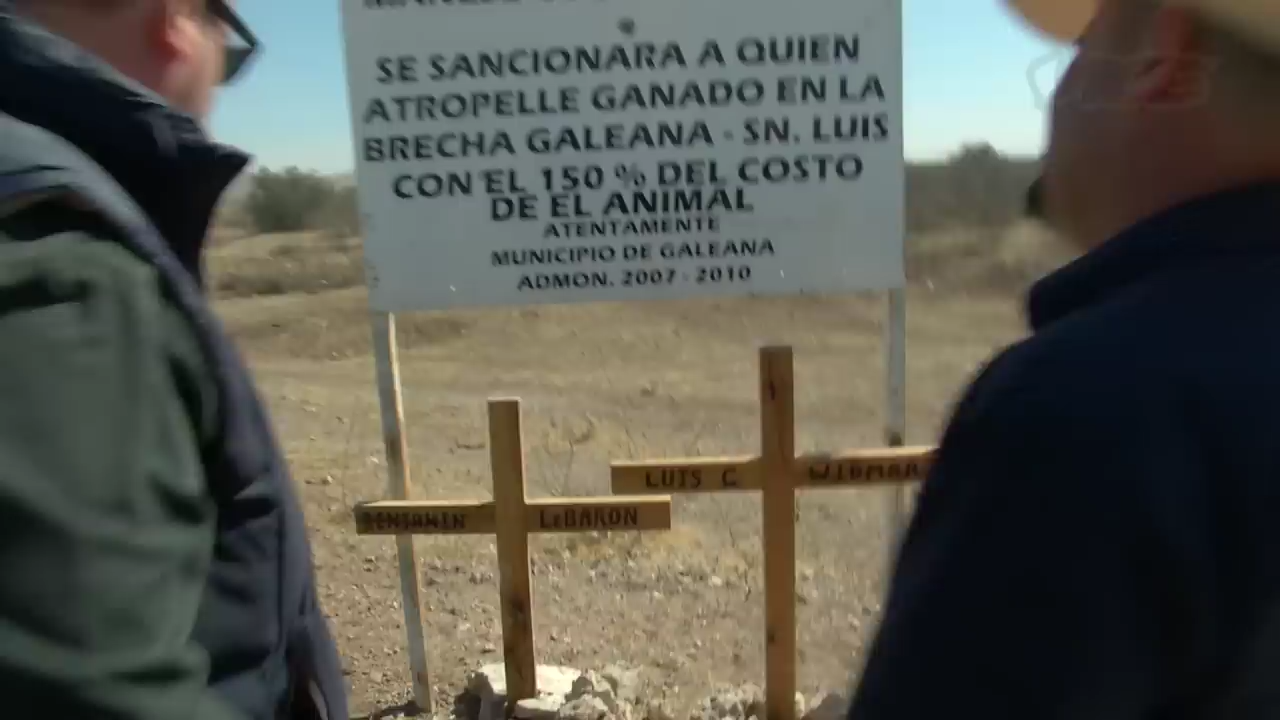 SE SANCIONARA A QUIEN
ATROPELLE GANADO EN LA
BRECHA GALEANA - SN. LUIS
CON EL 150 % DEL COSTO
DE EL ANIMAL
ATENTAMENTE
MUNICIPIO DE GALEANA
ADMON. 2007 - 2010
LUIS C WIDMAR
BENJAMIN LeBARON